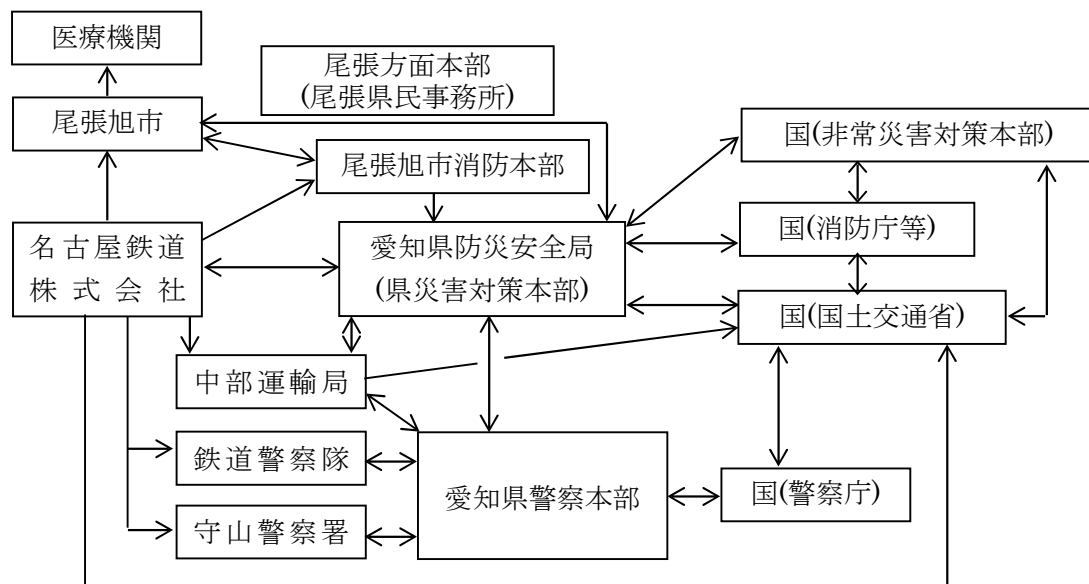 医療機関
尾張方面本部
(尾張県民事務所)
尾張旭市
国(非常災害対策本部)
尾張旭市消防本部
名古屋鉄道
株式会社
愛知県防災安全局
(県災害対策本部)
国(消防庁等)
国(国土交通省)
中部運輸局
鉄道警察隊
愛知県警察本部
国(警察庁)
守山警察署